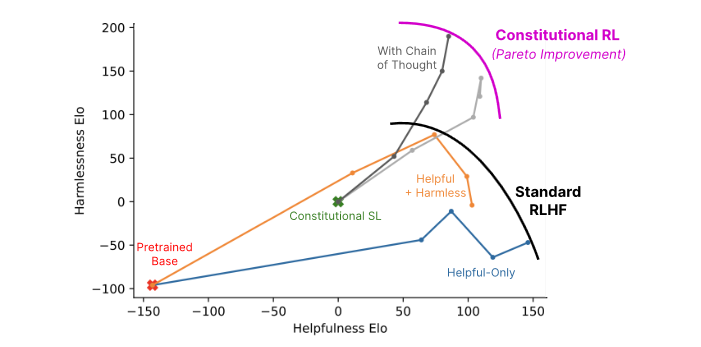 200
150
100
50
0
−50
−100
Harmlessness Elo
−150
−100
−50
0
50
100
150
Helpfulness Elo
Constitutional RL
(Pareto Improvement)
With Chain
of Thought
Standard
RLHF
Helpful
+ Harmless
Constitutional SL
Pretrained
Base
Helpful-Only